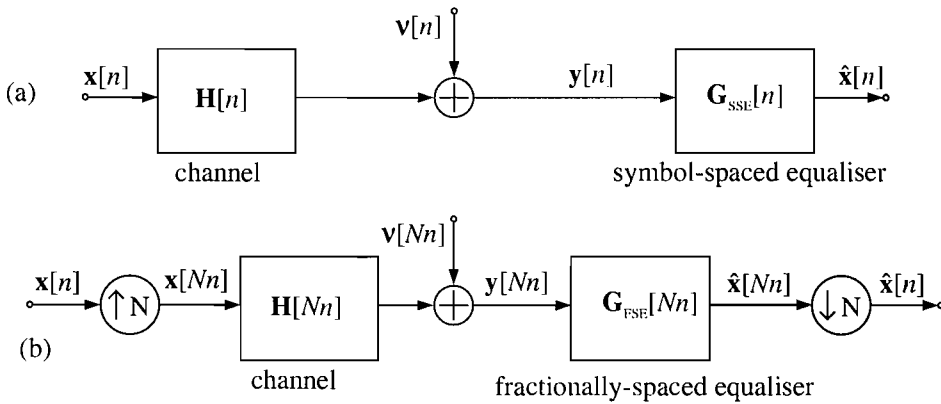 ν[n]
(a) x[n] H[n] y[n] G_SSE[n] x̂[n]
channel symbol-spaced equaliser
ν[Nn]
x[n] ↑N x[Nn] H[Nn] y[Nn] G_FSE[Nn] x̂[Nn] ↓N x̂[n]
(b)
channel fractionally-spaced equaliser